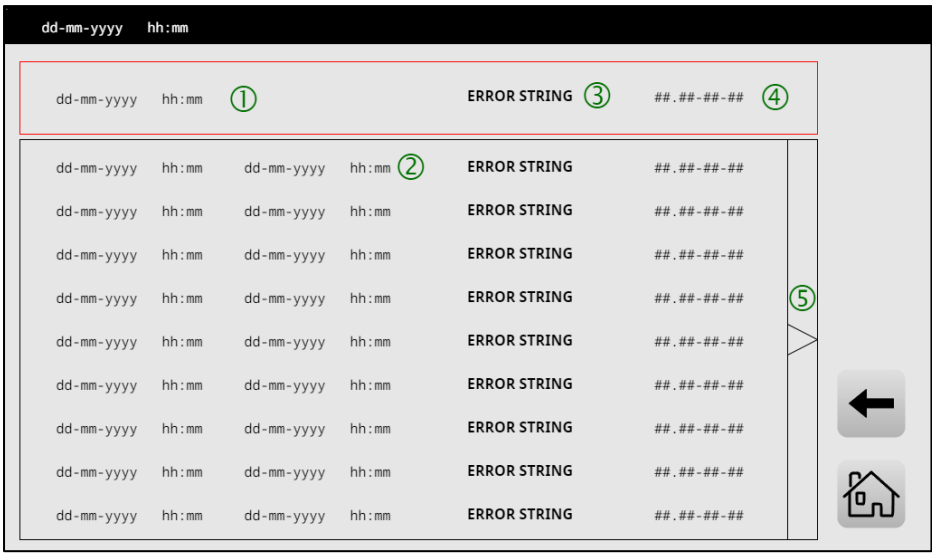 dd-mm-yyyy hh:mm
dd-mm-yyyy hh:mm ① ERROR STRING ③ ##.##-##-## ④
dd-mm-yyyy hh:mm dd-mm-yyyy hh:mm ② ERROR STRING ##.##-##-##
dd-mm-yyyy hh:mm dd-mm-yyyy hh:mm ERROR STRING ##.##-##-##
dd-mm-yyyy hh:mm dd-mm-yyyy hh:mm ERROR STRING ##.##-##-##
dd-mm-yyyy hh:mm dd-mm-yyyy hh:mm ERROR STRING ##.##-##-## ⑤
dd-mm-yyyy hh:mm dd-mm-yyyy hh:mm ERROR STRING ##.##-##-##
dd-mm-yyyy hh:mm dd-mm-yyyy hh:mm ERROR STRING ##.##-##-##
dd-mm-yyyy hh:mm dd-mm-yyyy hh:mm ERROR STRING ##.##-##-##
dd-mm-yyyy hh:mm dd-mm-yyyy hh:mm ERROR STRING ##.##-##-##
dd-mm-yyyy hh:mm dd-mm-yyyy hh:mm ERROR STRING ##.##-##-##